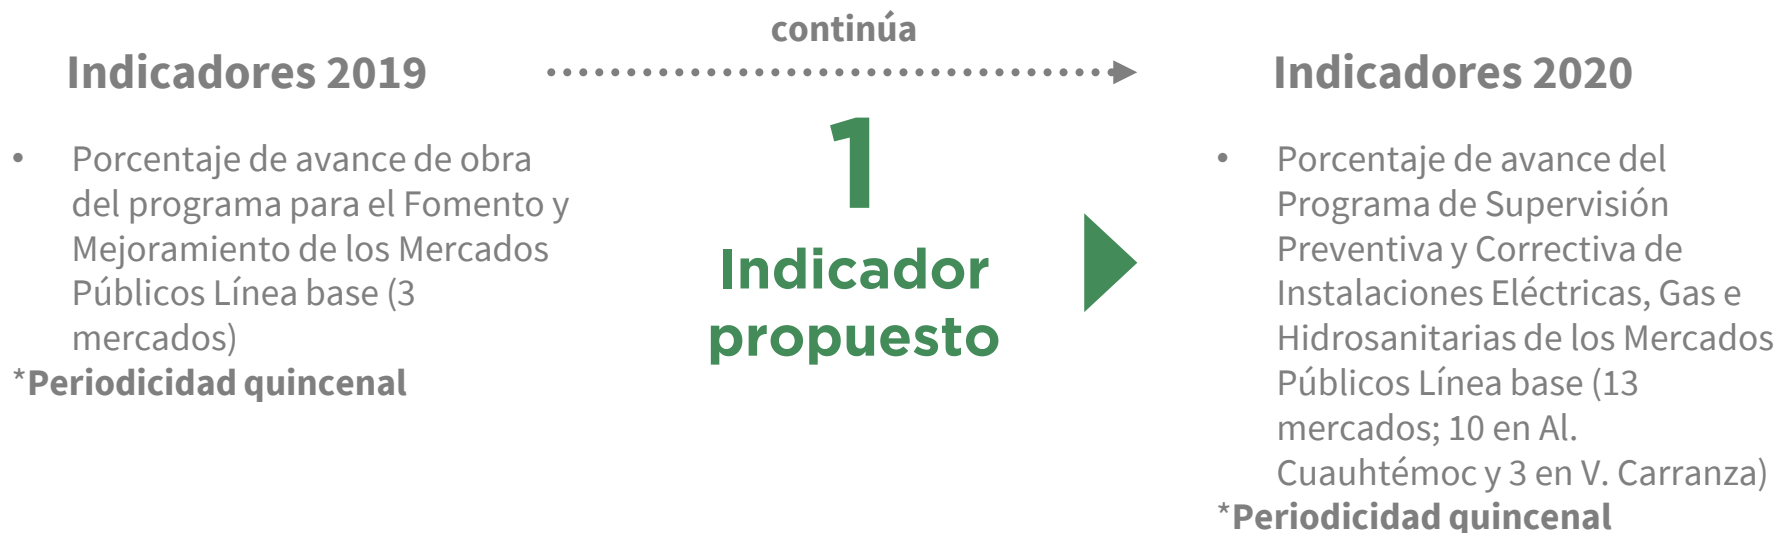 continúa
Indicadores 2019
Indicadores 2020
• Porcentaje de avance de obra
del programa para el Fomento y
Mejoramiento de los Mercados
Públicos Línea base (3
mercados)
*Periodicidad quincenal
1
Indicador
propuesto
• Porcentaje de avance del
Programa de Supervisión
Preventiva y Correctiva de
Instalaciones Eléctricas, Gas e
Hidrosanitarias de los Mercados
Públicos Línea base (13
mercados; 10 en Al.
Cuauhtémoc y 3 en V. Carranza)
*Periodicidad quincenal